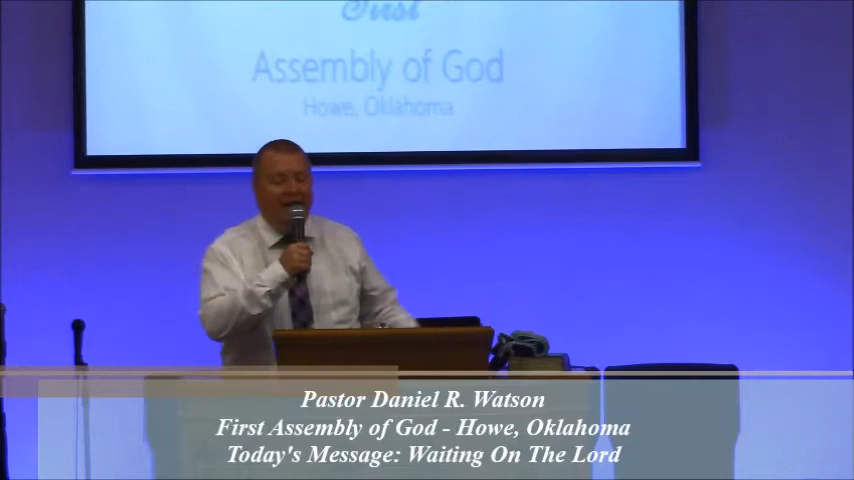 First
Assembly of God
Howe, Oklahoma
Pastor Daniel R. Watson
First Assembly of God - Howe, Oklahoma
Today's Message: Waiting On The Lord